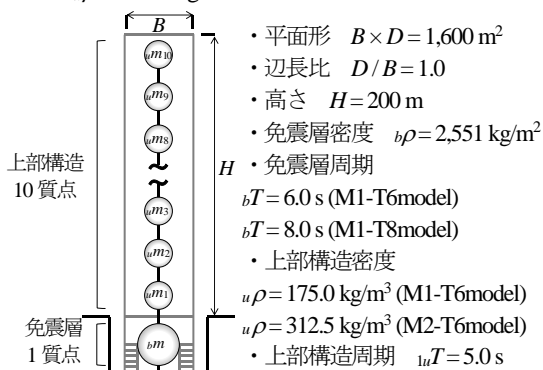 B
um10
um9
um8
um3
um2
um1
bm
H
上部構造
10 質点
免震層
1 質点
・平面形 B×D = 1,600 m²
・辺長比 D / B = 1.0
・高さ H = 200 m
・免震層密度 bρ = 2,551 kg/m²
・免震層周期
bT = 6.0 s (M1-T6model)
bT = 8.0 s (M1-T8model)
・上部構造密度
uρ = 175.0 kg/m³ (M1-T6model)
uρ = 312.5 kg/m³ (M2-T6model)
・上部構造周期 1uT = 5.0 s